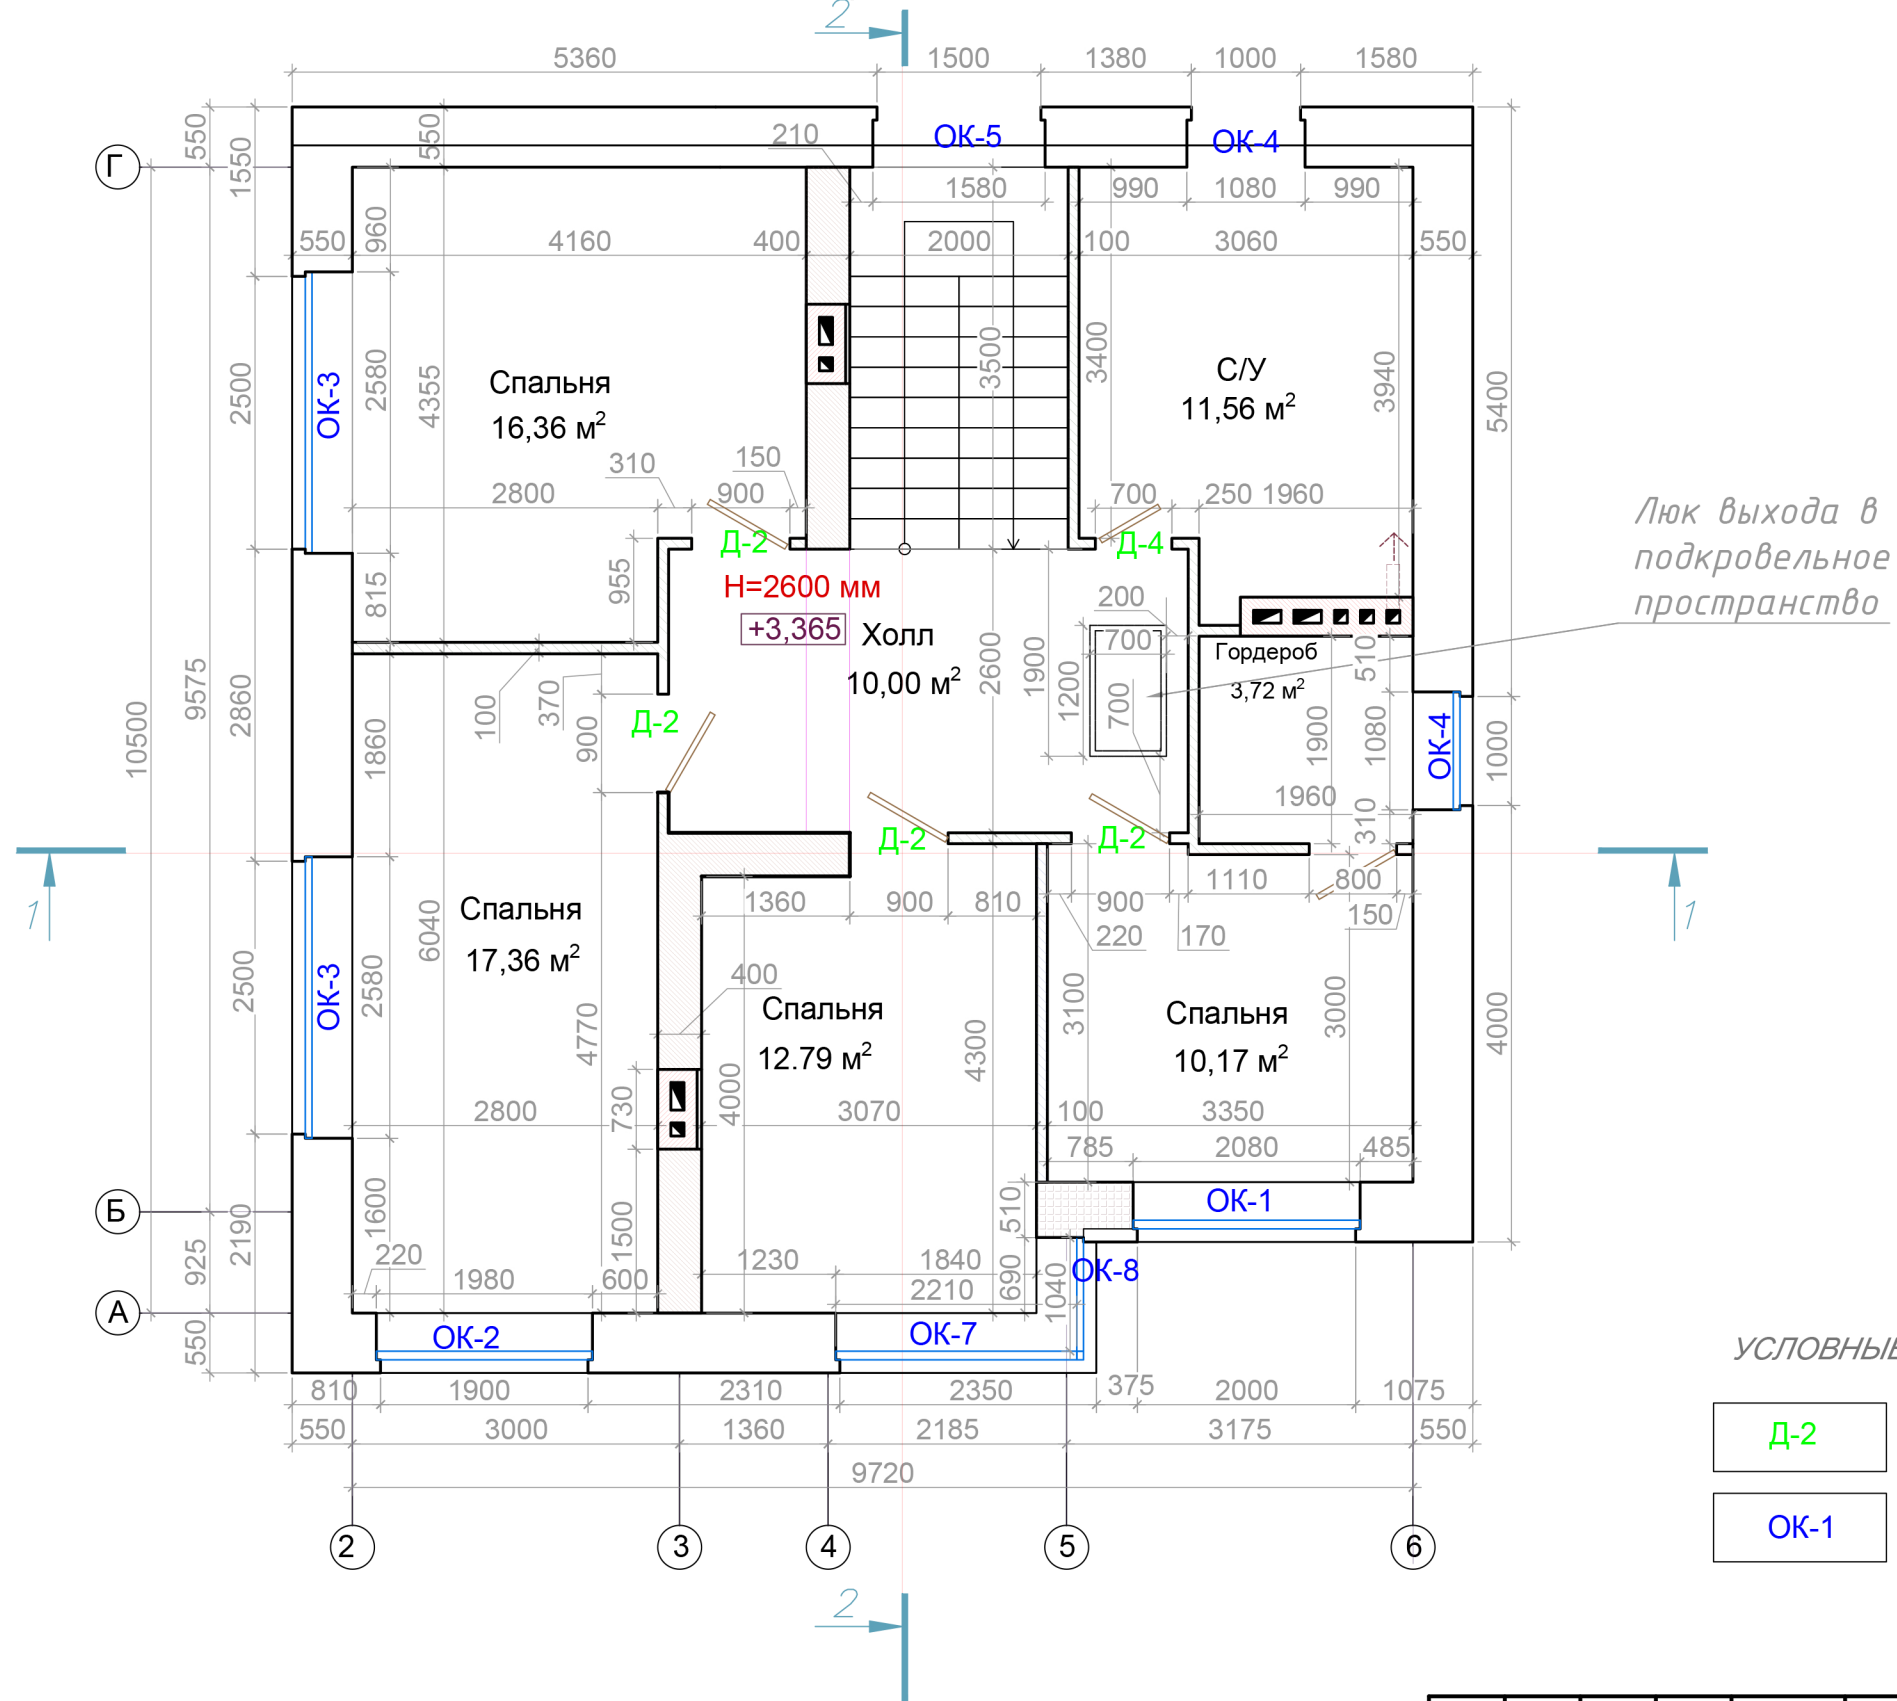 2
5360 1500 1380 1000 1580
550 1550 550 210 ОК-5 ОК-4
Г
1580 990 1080 990
960
550 4160 400 2000 100 3060 550
2500 ОК-3 2580 4355 3500 3400 3940 5400
Спальня
16,36 м²
С/У
11,56 м²
310 150
2800 900 700 250 1960
Д-2 Д-4
Люк выхода в
подкровельное
пространство
815 955
H=2600 мм
+3,365
Холл
10,00 м²
200
700
2600 1900 1200 700
Гордероб
3,72 м²
510
10500 9575 2860 1860 100 370 900
Д-2
1900 1080 ОК-4 1000
1960
310
Д-2 Д-2
1 1
1360 900 810 900 1110 800
150
220 170
Спальня
17,36 м²
2500 ОК-3 2580 6040 4770
400
Спальня
12.79 м²
4300 3100
Спальня
10,17 м²
3000 4000
730 4000
2800 3070 100 3350
785 2080 485
Б
925 2190 1600 1500 510
ОК-1
220
1980 600 1230 1840
2210
690 1040
ОК-8
А
550
ОК-2 ОК-7
УСЛОВНЫЕ
810 1900 2310 2350 375 2000 1075
550 3000 1360 2185 3175 550
9720
Д-2
ОК-1
2 3 4 5 6
2